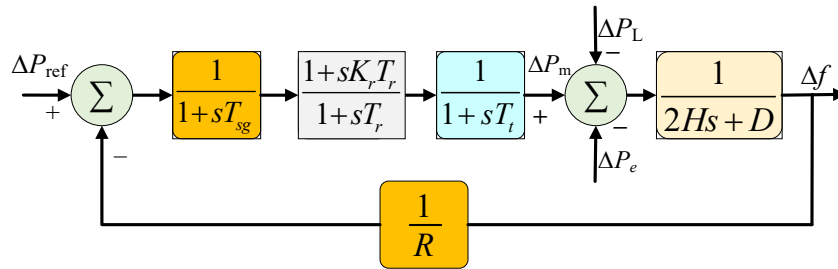 ΔP_ref
+
−
∑
1
1+sT_sg
1+sK_rT_r
1+sT_r
1
1+sT_t
ΔP_m
+
ΔP_L
−
∑
−
ΔP_e
1
2Hs+D
Δf
1
R